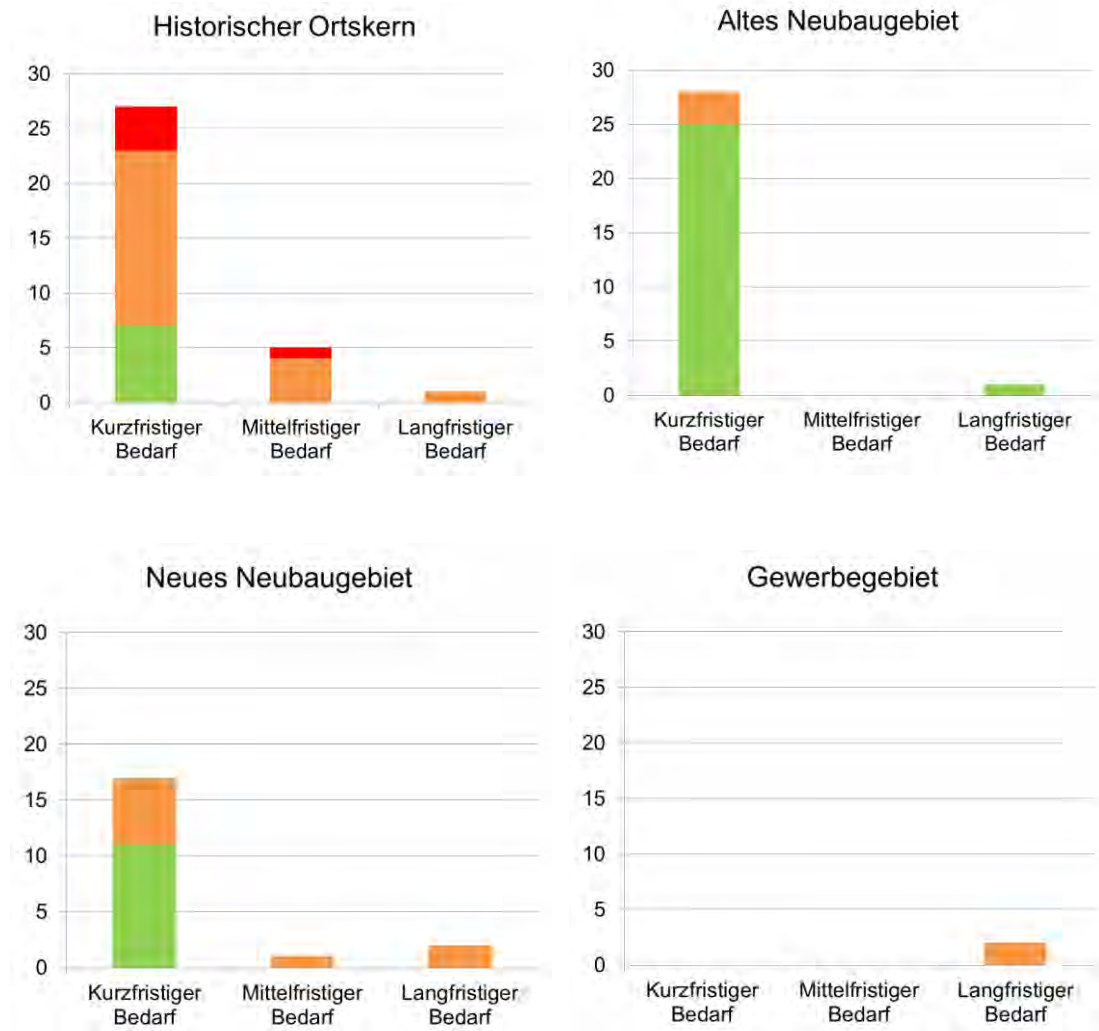 Historischer Ortskern
30
25
20
15
10
5
0
Kurzfristiger Bedarf
Mittelfristiger Bedarf
Langfristiger Bedarf
Altes Neubaugebiet
30
25
20
15
10
5
0
Kurzfristiger Bedarf
Mittelfristiger Bedarf
Langfristiger Bedarf
Neues Neubaugebiet
30
25
20
15
10
5
0
Kurzfristiger Bedarf
Mittelfristiger Bedarf
Langfristiger Bedarf
Gewerbegebiet
30
25
20
15
10
5
0
Kurzfristiger Bedarf
Mittelfristiger Bedarf
Langfristiger Bedarf